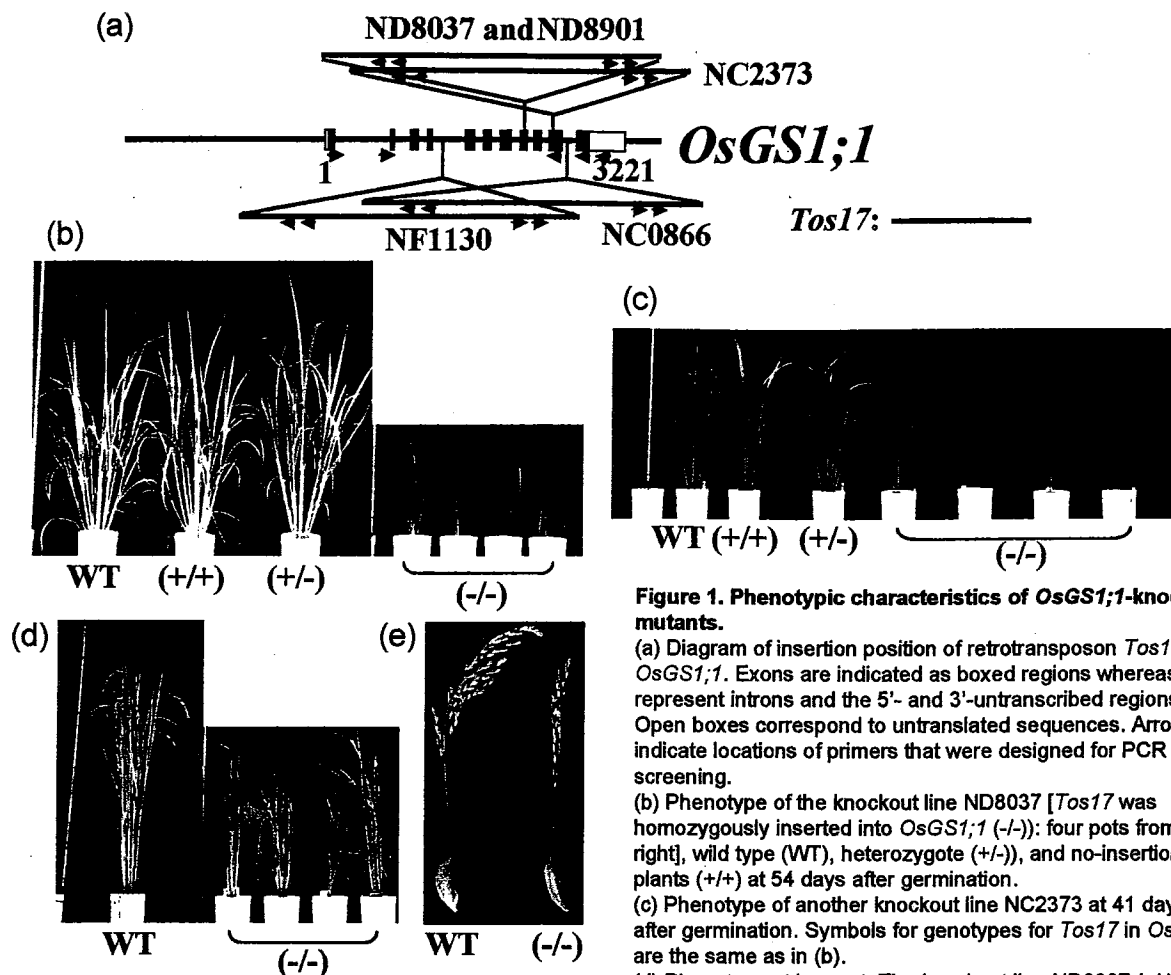 (a)
ND8037 and ND8901
NC2373
OsGS1;1
1
3221
NF1130
NC0866
Tos17:
(b)
WT (+/+) (+/-)
(-/-)
(c)
WT (+/+) (+/-)
(-/-)
(d)
WT
(-/-)
(e)
WT (-/-)
Figure 1. Phenotypic characteristics of OsGS1;1-kno
mutants.
(a) Diagram of insertion position of retrotransposon Tos1
OsGS1;1. Exons are indicated as boxed regions whereas
represent introns and the 5'- and 3'-untranscribed regions
Open boxes correspond to untranslated sequences. Arro
indicate locations of primers that were designed for PCR
screening.
(b) Phenotype of the knockout line ND8037 [Tos17 was
homozygously inserted into OsGS1;1 (-/-)): four pots from
right], wild type (WT), heterozygote (+/-)), and no-insertio
plants (+/+) at 54 days after germination.
(c) Phenotype of another knockout line NC2373 at 41 day
after germination. Symbols for genotypes for Tos17 in Os
are the same as in (b).